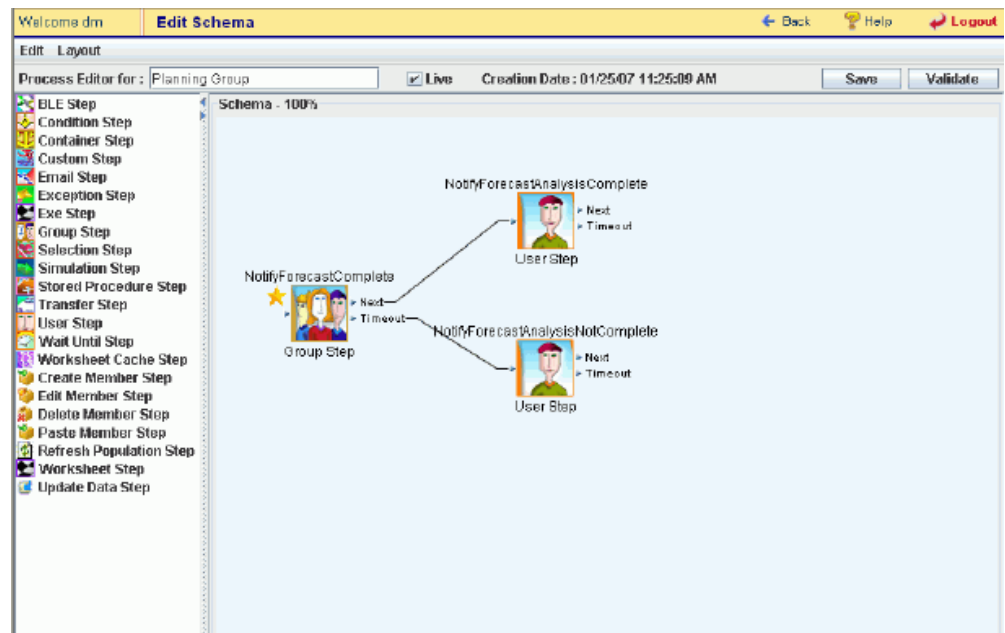 Welcome dm Edit Schema Back Help Logout
Edit Layout
Process Editor for : Planning Group Live Creation Date : 01/25/07 11:25:09 AM Save Validate
Schema - 100%
BLE Step
Condition Step
Container Step
Custom Step
Email Step
Exception Step
Exe Step
Group Step
Selection Step
Simulation Step
Stored Procedure Step
Transfer Step
User Step
Wait Until Step
Worksheet Cache Step
Create Member Step
Edit Member Step
Delete Member Step
Paste Member Step
Refresh Population Step
Worksheet Step
Update Data Step
NotifyForecastAnalysisComplete
Next
Timeout
User Step
NotifyForecastComplete
Next
Timeout
Group Step
NotifyForecastAnalysisNotComplete
Next
Timeout
User Step